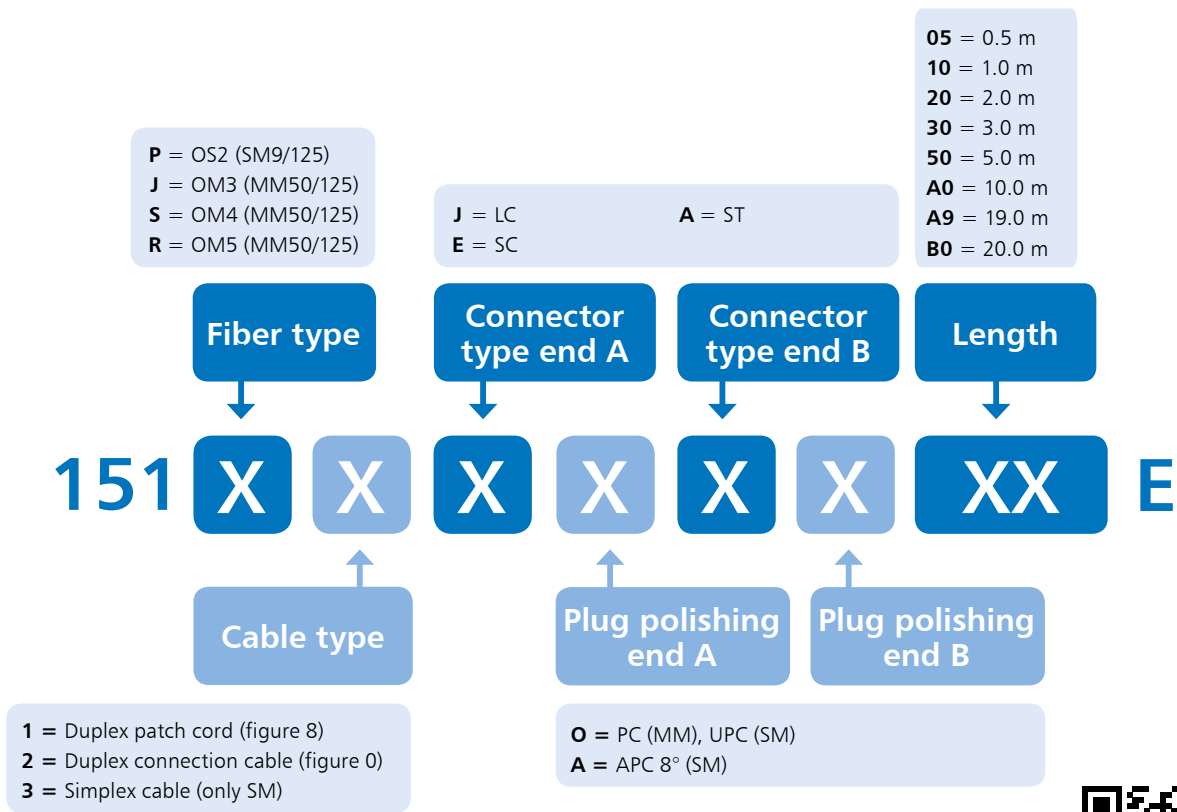 05 = 0.5 m
10 = 1.0 m
20 = 2.0 m
30 = 3.0 m
50 = 5.0 m
A0 = 10.0 m
A9 = 19.0 m
B0 = 20.0 m
P = OS2 (SM9/125)
J = OM3 (MM50/125)
S = OM4 (MM50/125)
R = OM5 (MM50/125)
J = LC A = ST
E = SC
Fiber type
Connector
type end A
Connector
type end B
Length
151 X X X X X X XX E
Cable type
Plug polishing
end A
Plug polishing
end B
1 = Duplex patch cord (figure 8)
2 = Duplex connection cable (figure 0)
3 = Simplex cable (only SM)
O = PC (MM), UPC (SM)
A = APC 8° (SM)